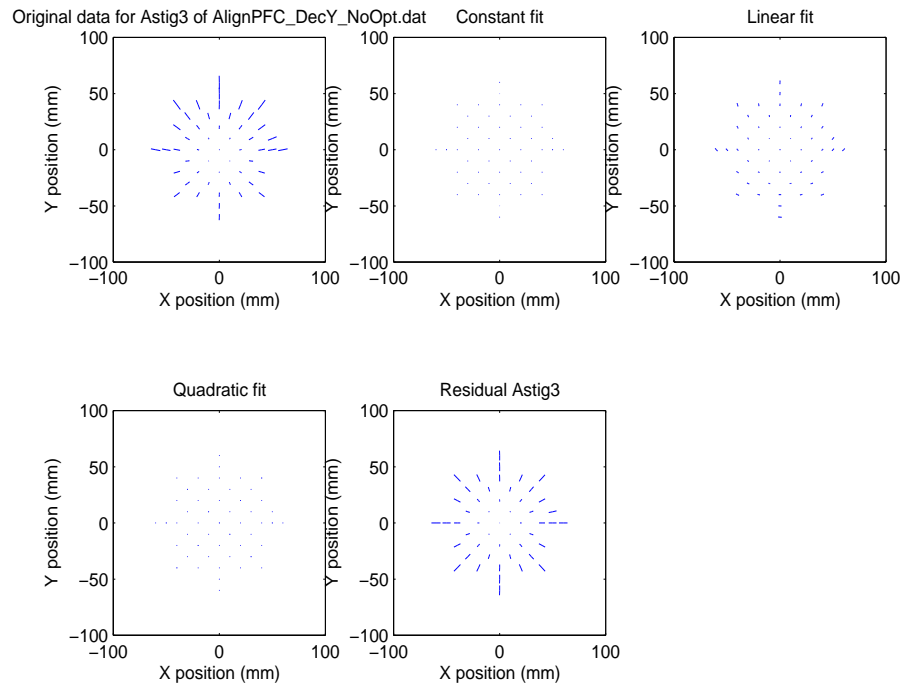 Original data for Astig3 of AlignPFC_DecY_NoOpt.dat
Constant fit
Linear fit
100
50
0
−50
−100
Y position (mm)
−100
0
100
X position (mm)
100
50
0
−50
−100
Y position (mm)
−100
0
100
X position (mm)
100
50
0
−50
−100
Y position (mm)
−100
0
100
X position (mm)
Quadratic fit
Residual Astig3
100
50
0
−50
−100
Y position (mm)
−100
0
100
X position (mm)
100
50
0
−50
−100
Y position (mm)
−100
0
100
X position (mm)